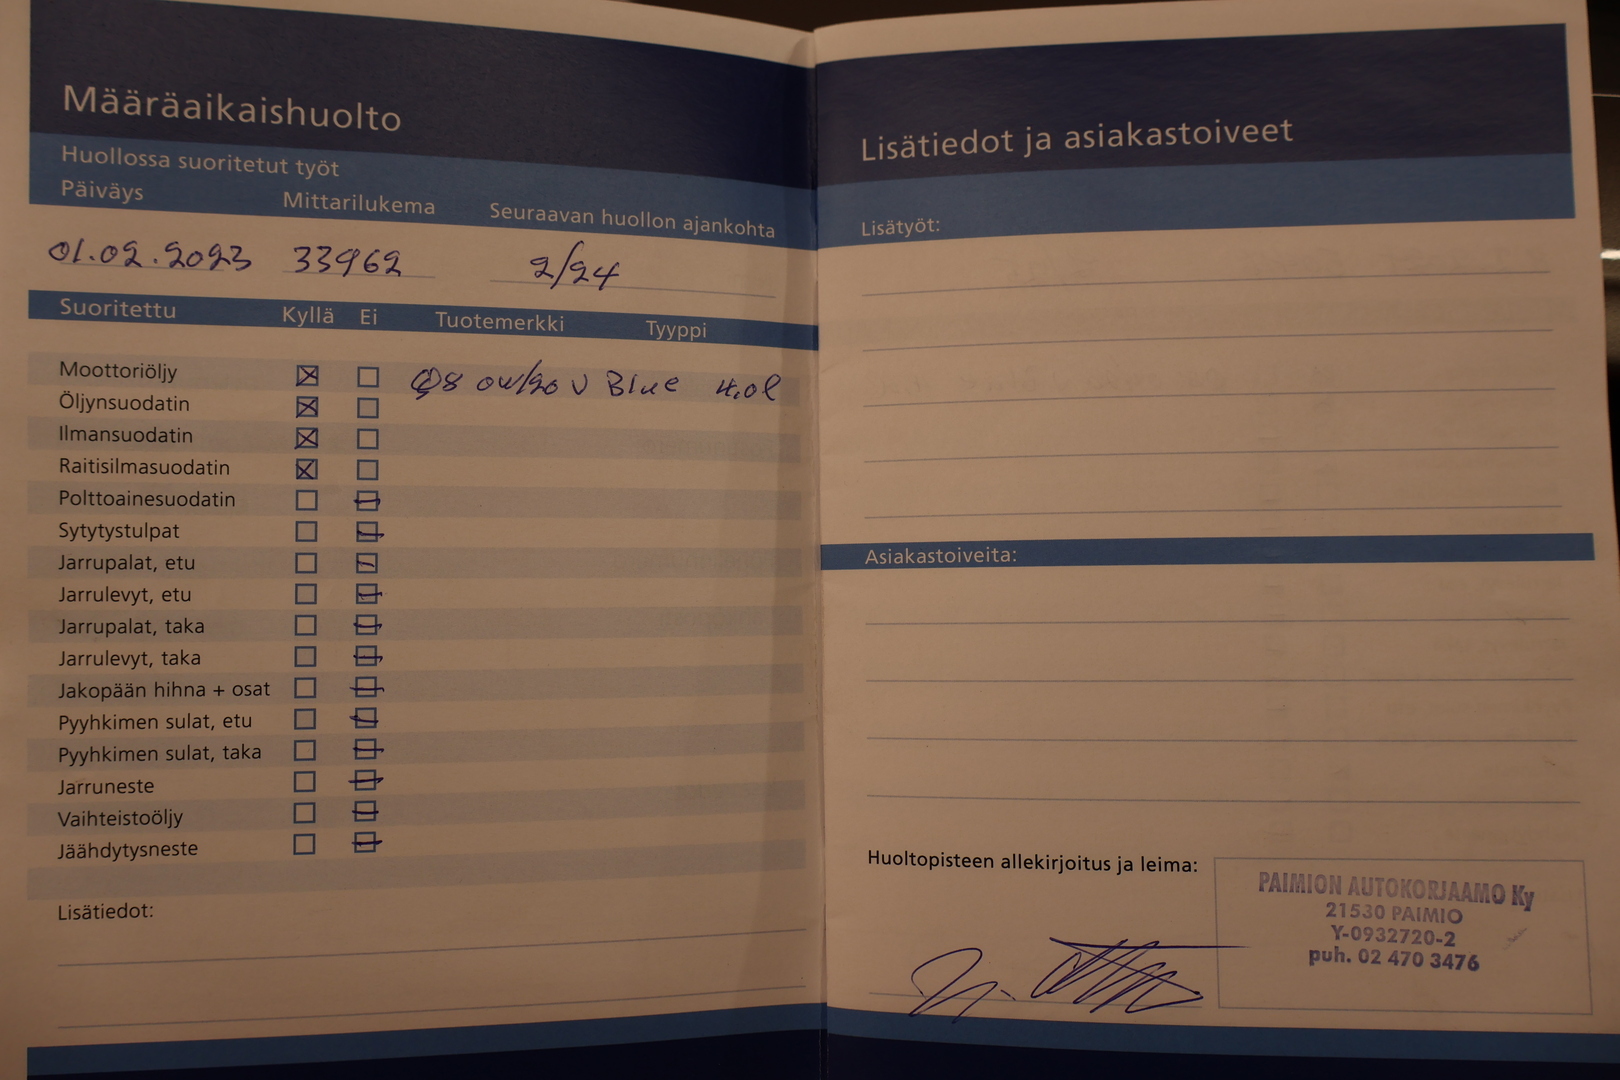 Määräaikaishuolto
Huollossa suoritetut työt
Päiväys Mittarilukema Seuraavan huollon ajankohta
01.02.2023 33962 2/24
Suoritettu Kyllä Ei Tuotemerkki Tyyppi
Moottoriöljy Q8 0W/20 V Blue 4,0l
Öljynsuodatin
Ilmansuodatin
Raitisilmasuodatin
Polttoainesuodatin
Sytytystulpat
Jarrupalat, etu
Jarrulevyt, etu
Jarrupalat, taka
Jarrulevyt, taka
Jakopään hihna + osat
Pyyhkimen sulat, etu
Pyyhkimen sulat, taka
Jarruneste
Vaihteistoöljy
Jäähdytysneste
Lisätiedot:
Lisätiedot ja asiakastoiveet
Lisätyöt:
Asiakastoiveita:
Huoltopisteen allekirjoitus ja leima:
PAIMION AUTOKORJAAMO Ky
21530 PAIMIO
Y-0932720-2
puh. 02 470 3476